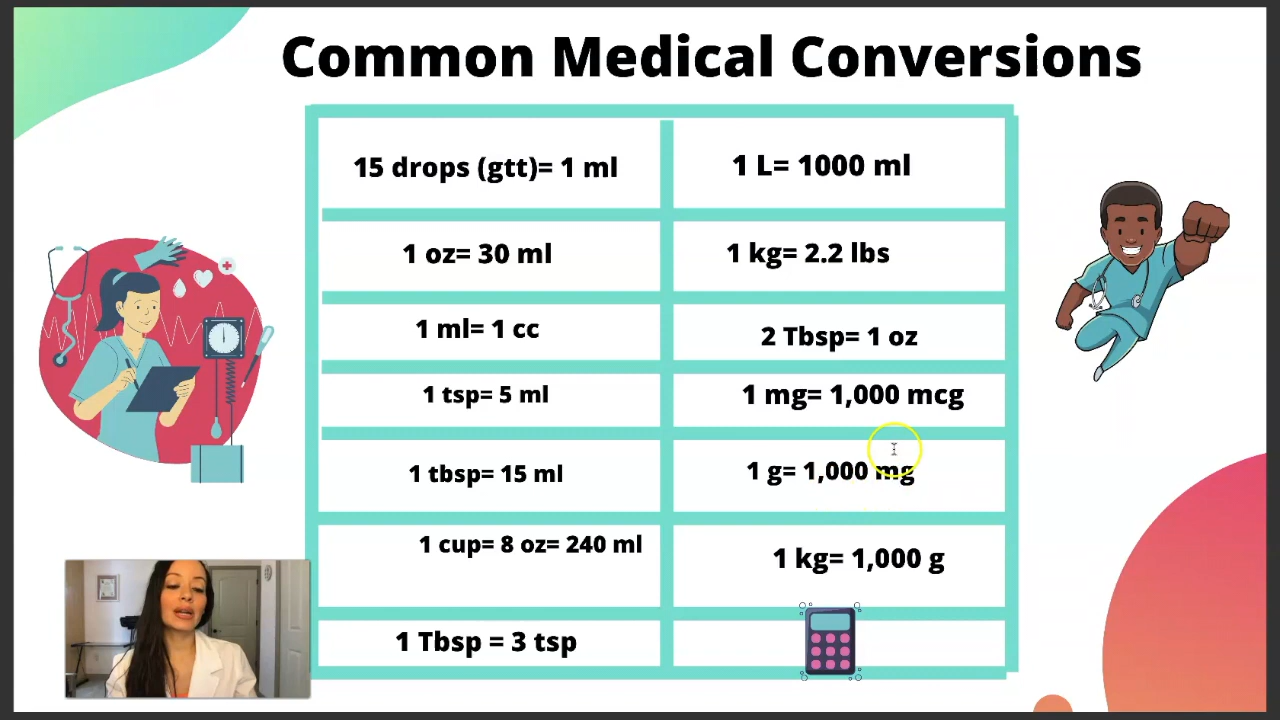 Common Medical Conversions
15 drops (gtt)= 1 ml
1 L= 1000 ml
1 oz= 30 ml
1 kg= 2.2 lbs
1 ml= 1 cc
2 Tbsp= 1 oz
1 tsp= 5 ml
1 mg= 1,000 mcg
1 tbsp= 15 ml
1 g= 1,000 mg
1 cup= 8 oz= 240 ml
1 kg= 1,000 g
1 Tbsp = 3 tsp